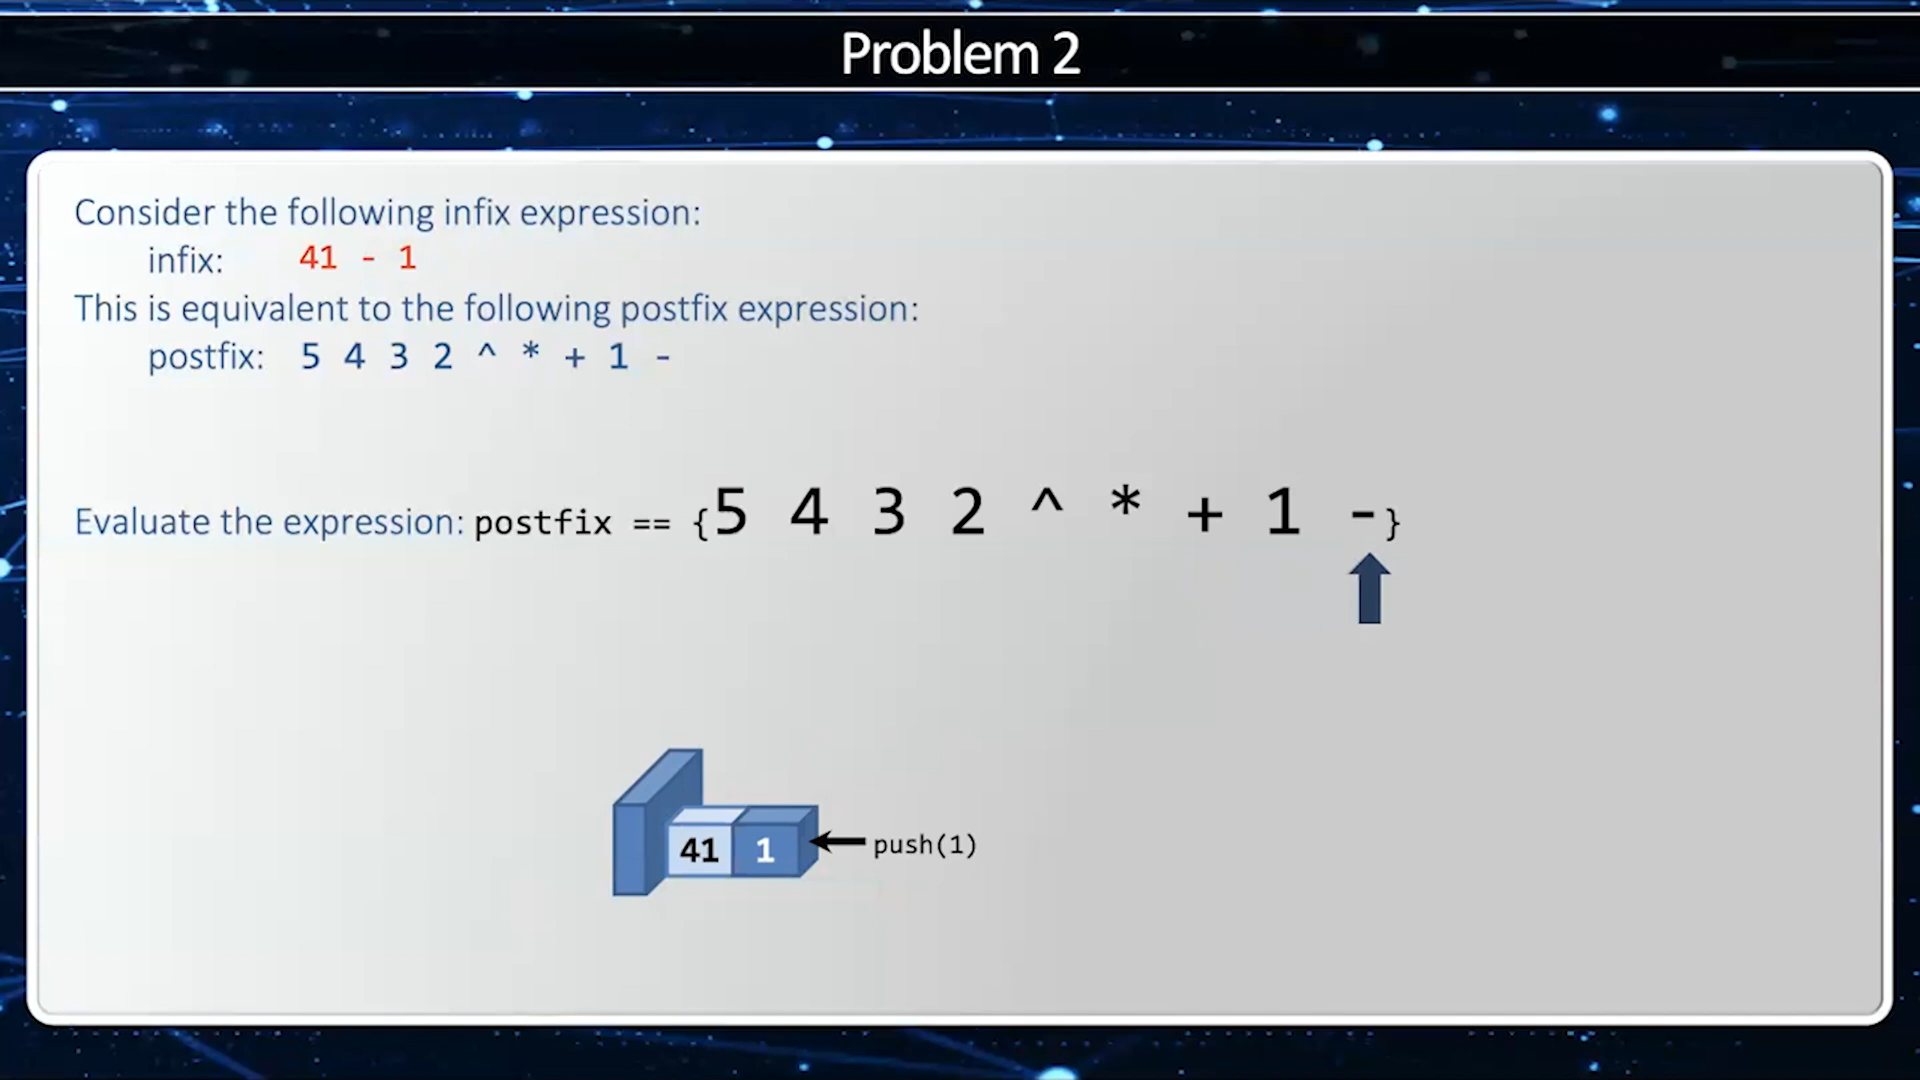 Problem 2
Consider the following infix expression:
infix: 41 - 1
This is equivalent to the following postfix expression:
postfix: 5 4 3 2 ^ * + 1 -
Evaluate the expression: postfix == {5 4 3 2 ^ * + 1 -}
41 1 push(1)